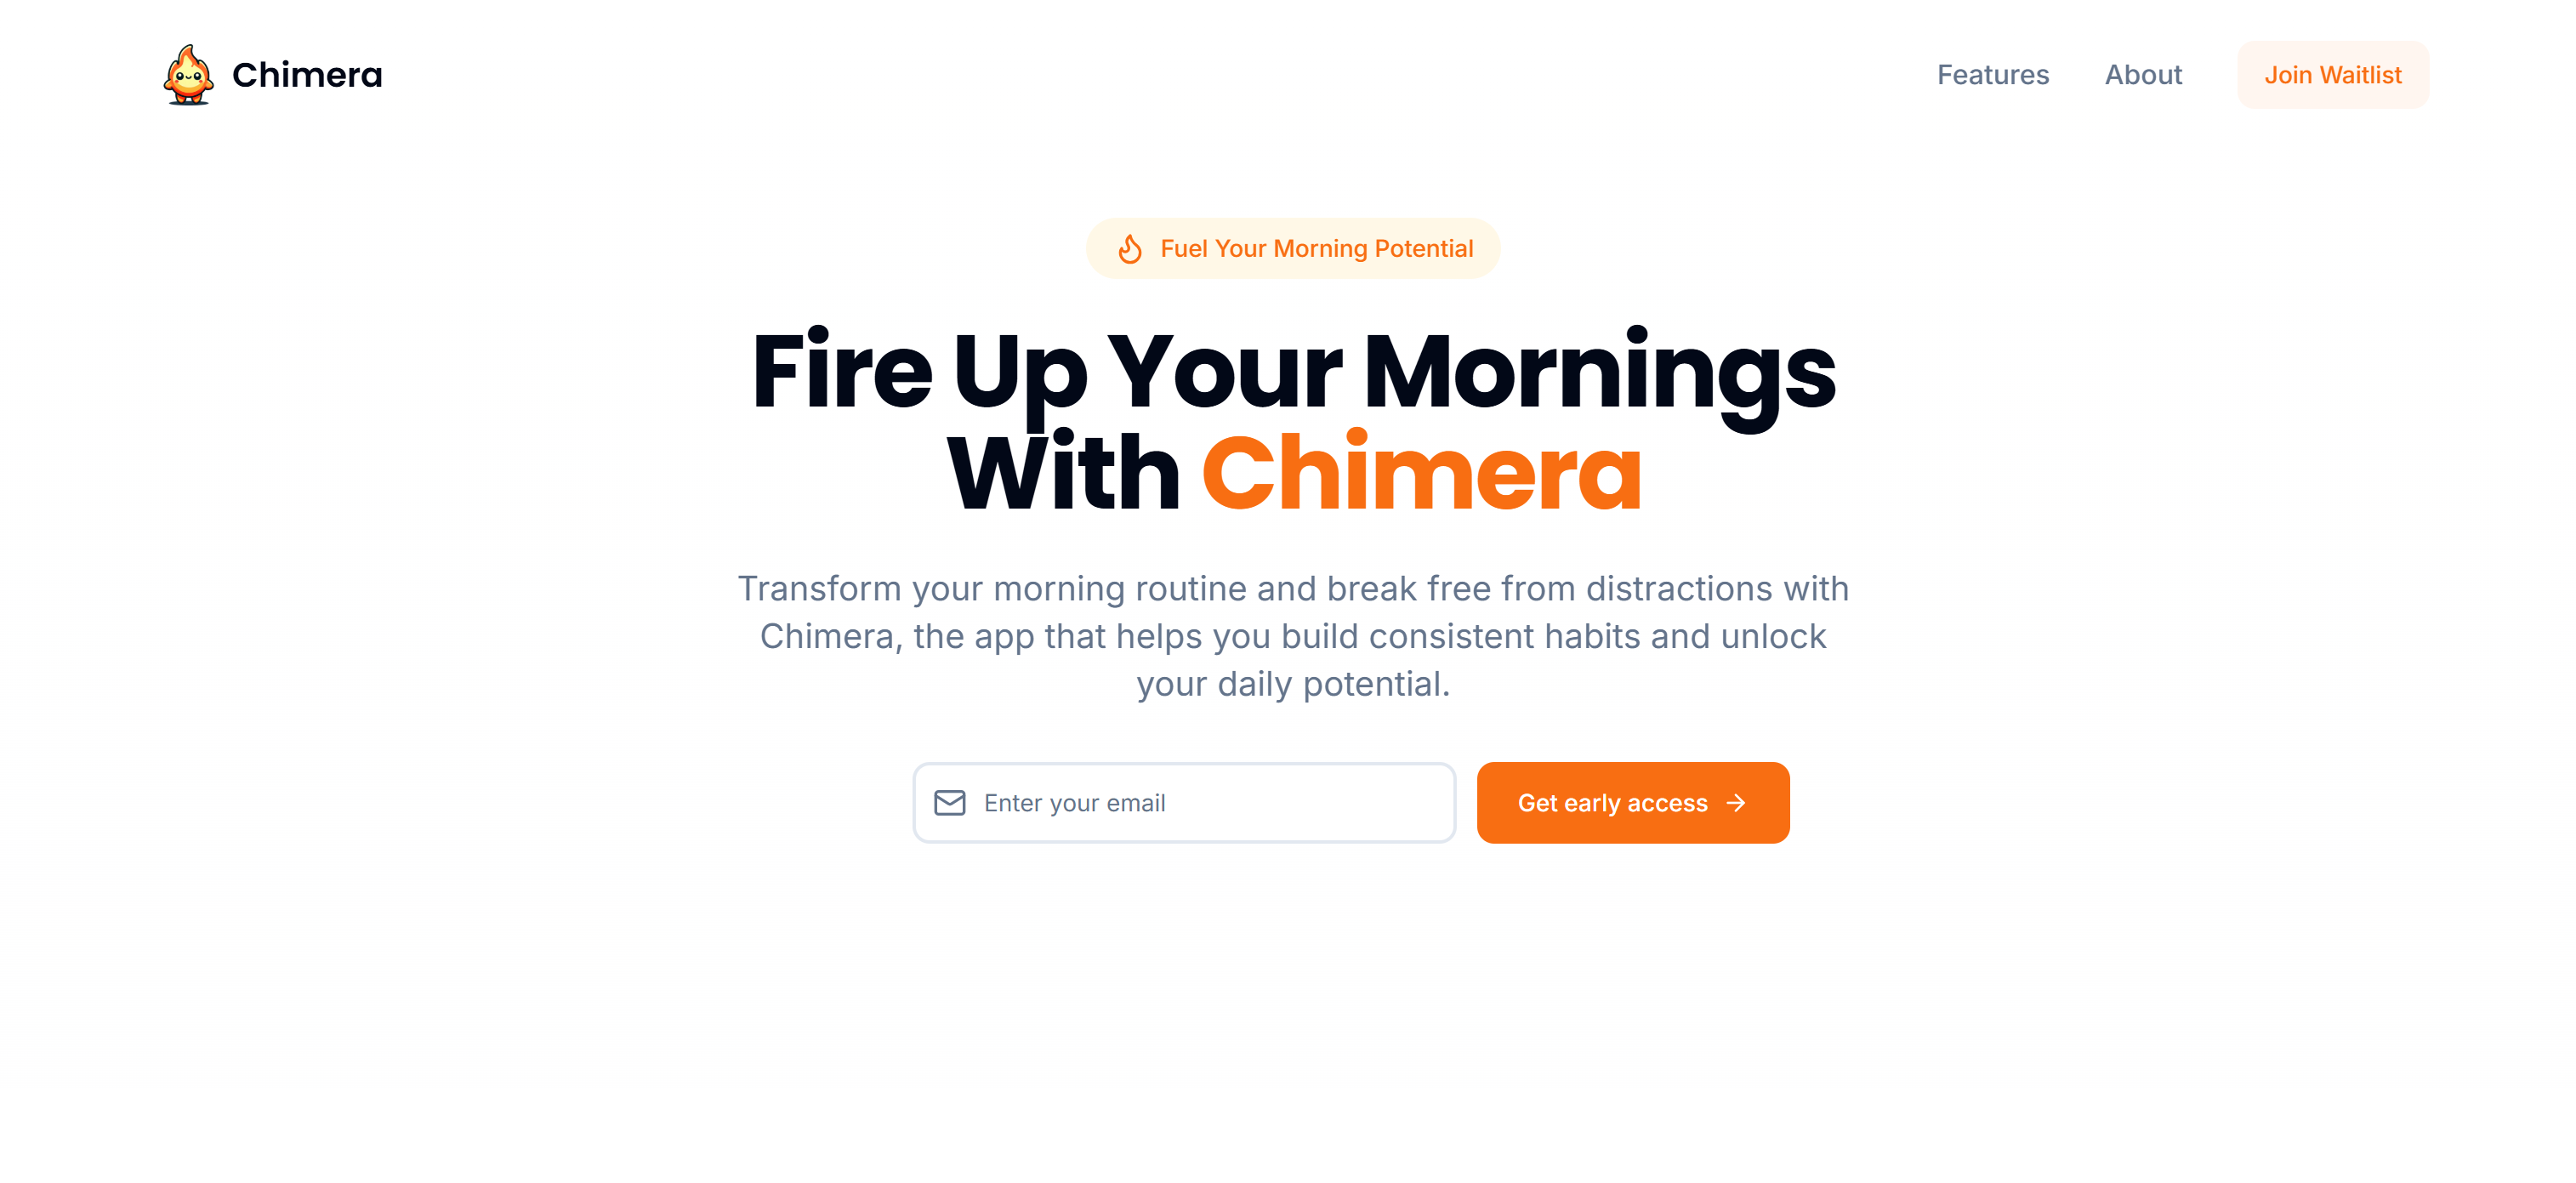 Chimera
Features
About
Join Waitlist
Fuel Your Morning Potential
Fire Up Your Mornings
With Chimera
Transform your morning routine and break free from distractions with
Chimera, the app that helps you build consistent habits and unlock
your daily potential.
Enter your email
Get early access